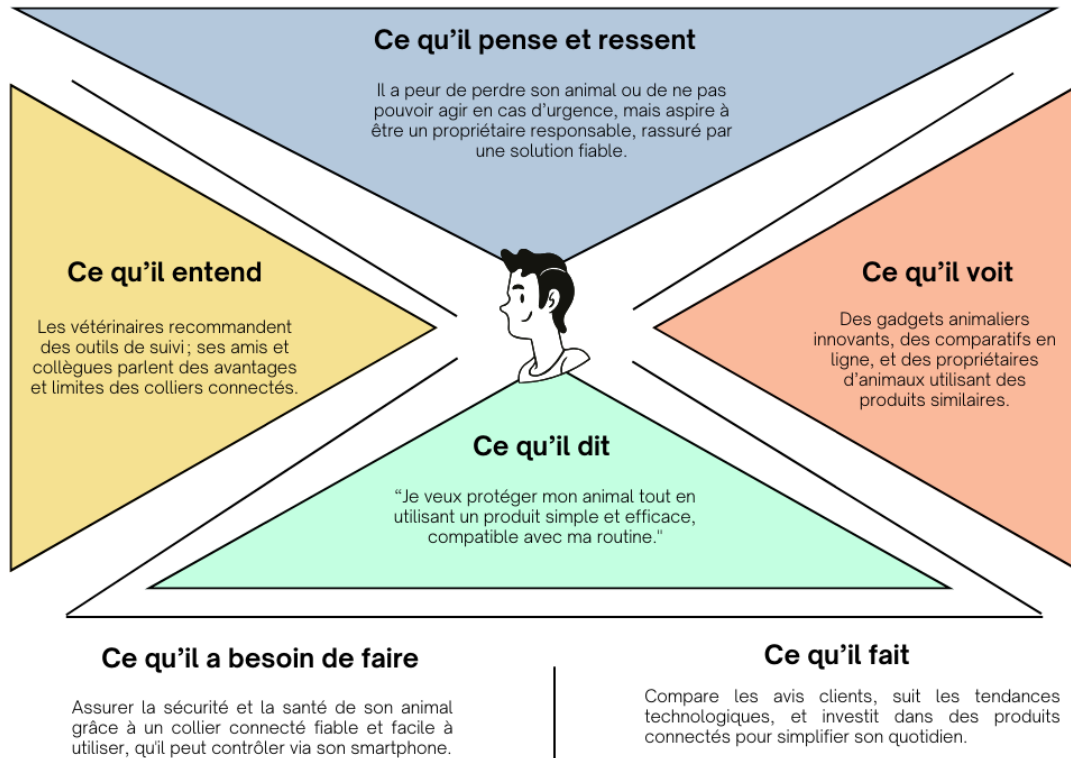 Ce qu'il pense et ressent
Il a peur de perdre son animal ou de ne pas
pouvoir agir en cas d'urgence, mais aspire à
être un propriétaire responsable, rassuré par
une solution fiable.
Ce qu'il entend
Les vétérinaires recommandent
des outils de suivi ; ses amis et
collègues parlent des avantages
et limites des colliers connectés.
Ce qu'il voit
Des gadgets animaliers
innovants, des comparatifs en
ligne, et des propriétaires
d'animaux utilisant des
produits similaires.
Ce qu'il dit
“Je veux protéger mon animal tout en
utilisant un produit simple et efficace,
compatible avec ma routine."
Ce qu'il a besoin de faire
Assurer la sécurité et la santé de son animal
grâce à un collier connecté fiable et facile à
utiliser, qu'il peut contrôler via son smartphone.
Ce qu'il fait
Compare les avis clients, suit les tendances
technologiques, et investit dans des produits
connectés pour simplifier son quotidien.